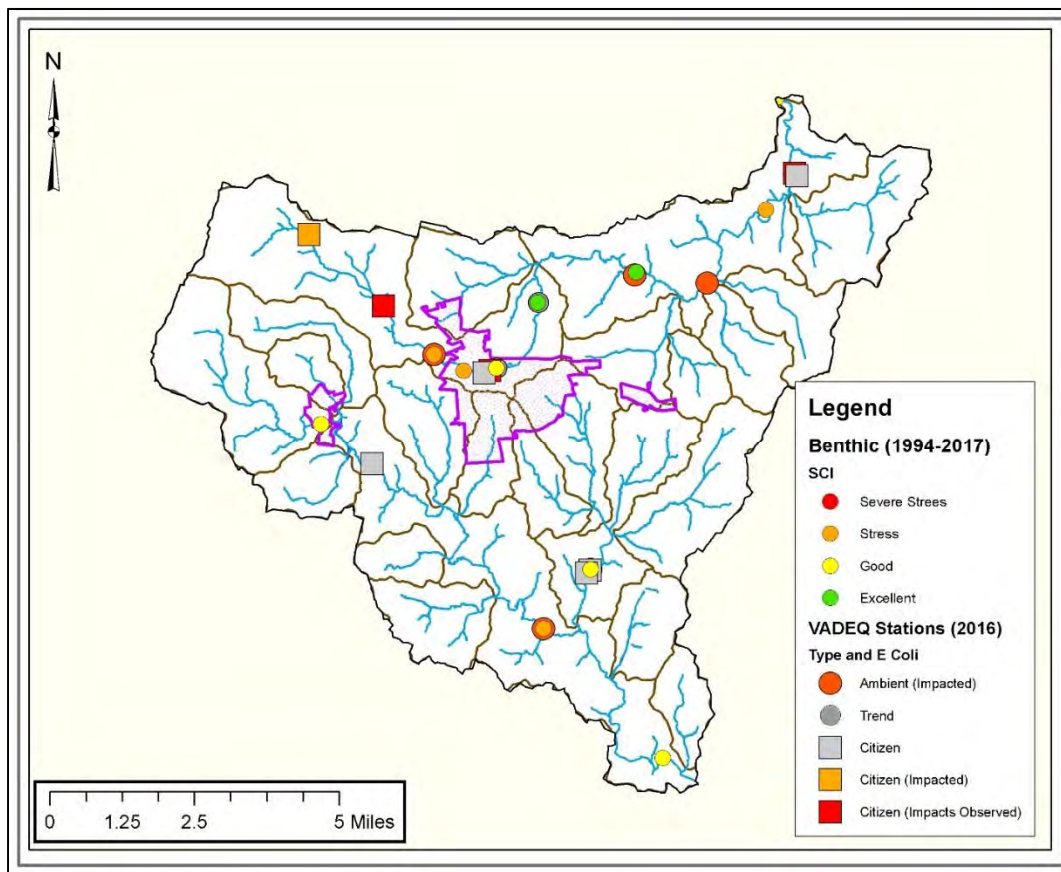 N
Legend
Benthic (1994-2017)
SCI
Severe Strees
Stress
Good
Excellent
VADEQ Stations (2016)
Type and E Coli
Ambient (Impacted)
Trend
Citizen
Citizen (Impacted)
Citizen (Impacts Observed)
0 1.25 2.5 5 Miles